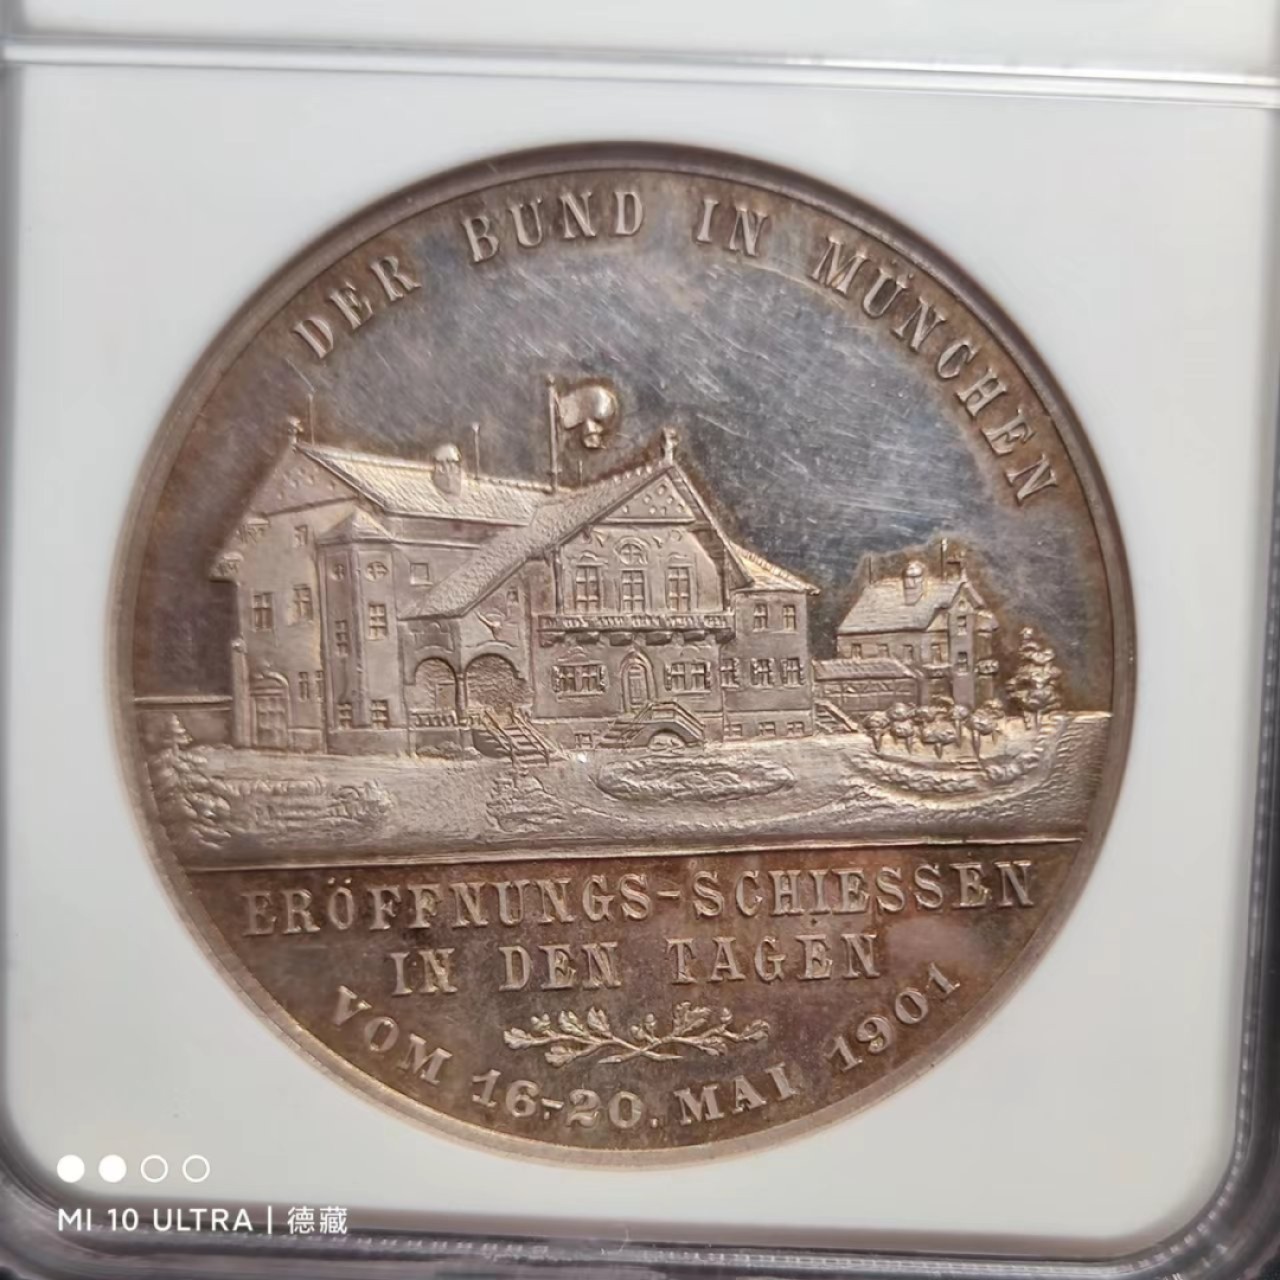 DER BUND IN MÜNCHEN
ERÖFFNUNGS-SCHIESSEN
IN DEN TAGEN
VOM 16-20. MAI 1901
MI 10 ULTRA | 德藏